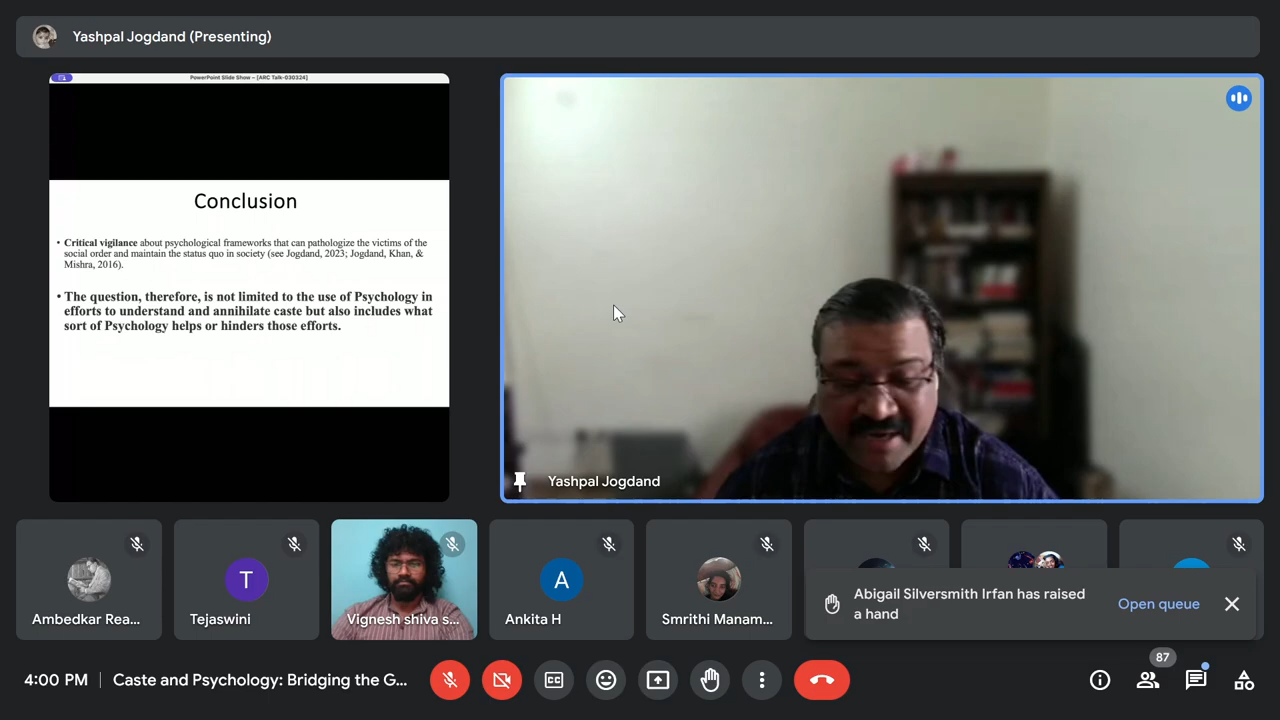 Yashpal Jogdand (Presenting)
PowerPoint Slide Show – [ARC Talk-030324]
Conclusion
• Critical vigilance about psychological frameworks that can pathologize the victims of the
social order and maintain the status quo in society (see Jogdand, 2023; Jogdand, Khan, &
Mishra, 2016).
• The question, therefore, is not limited to the use of Psychology in
efforts to understand and annihilate caste but also includes what
sort of Psychology helps or hinders those efforts.
Yashpal Jogdand
Ambedkar Rea...
T
Tejaswini
Vignesh shiva s...
A
Ankita H
Smrithi Manam...
Abigail Silversmith Irfan has raised
a hand
Open queue
4:00 PM
Caste and Psychology: Bridging the G...
87